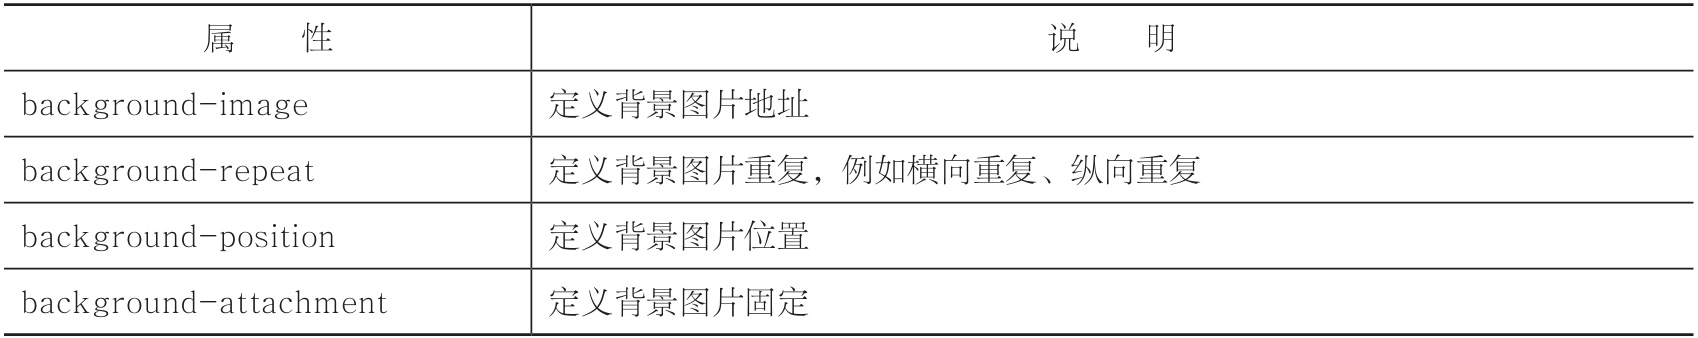 属 性 说 明
background-image 定义背景图片地址
background-repeat 定义背景图片重复，例如横向重复、纵向重复
background-position 定义背景图片位置
background-attachment 定义背景图片固定